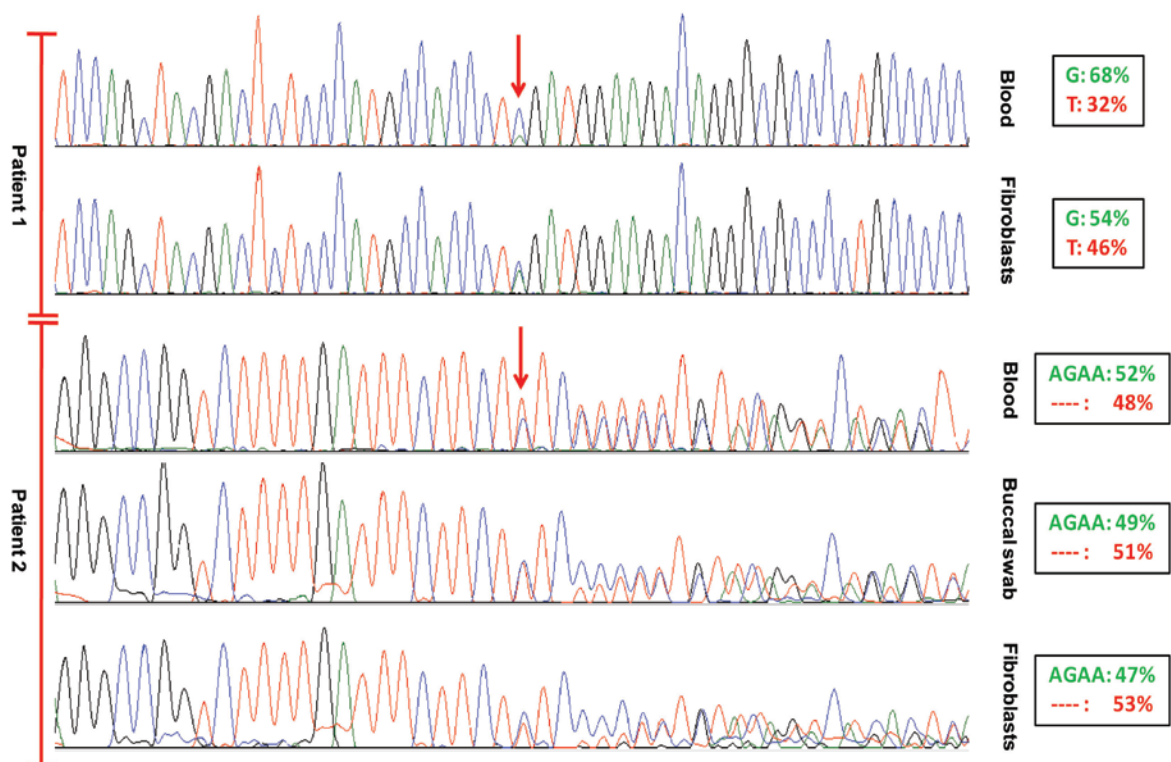 Patient 1
Blood
G: 68%
T: 32%
Fibroblasts
G: 54%
T: 46%
Patient 2
Blood
AGAA: 52%
---- : 48%
Buccal swab
AGAA: 49%
---- : 51%
Fibroblasts
AGAA: 47%
---- : 53%